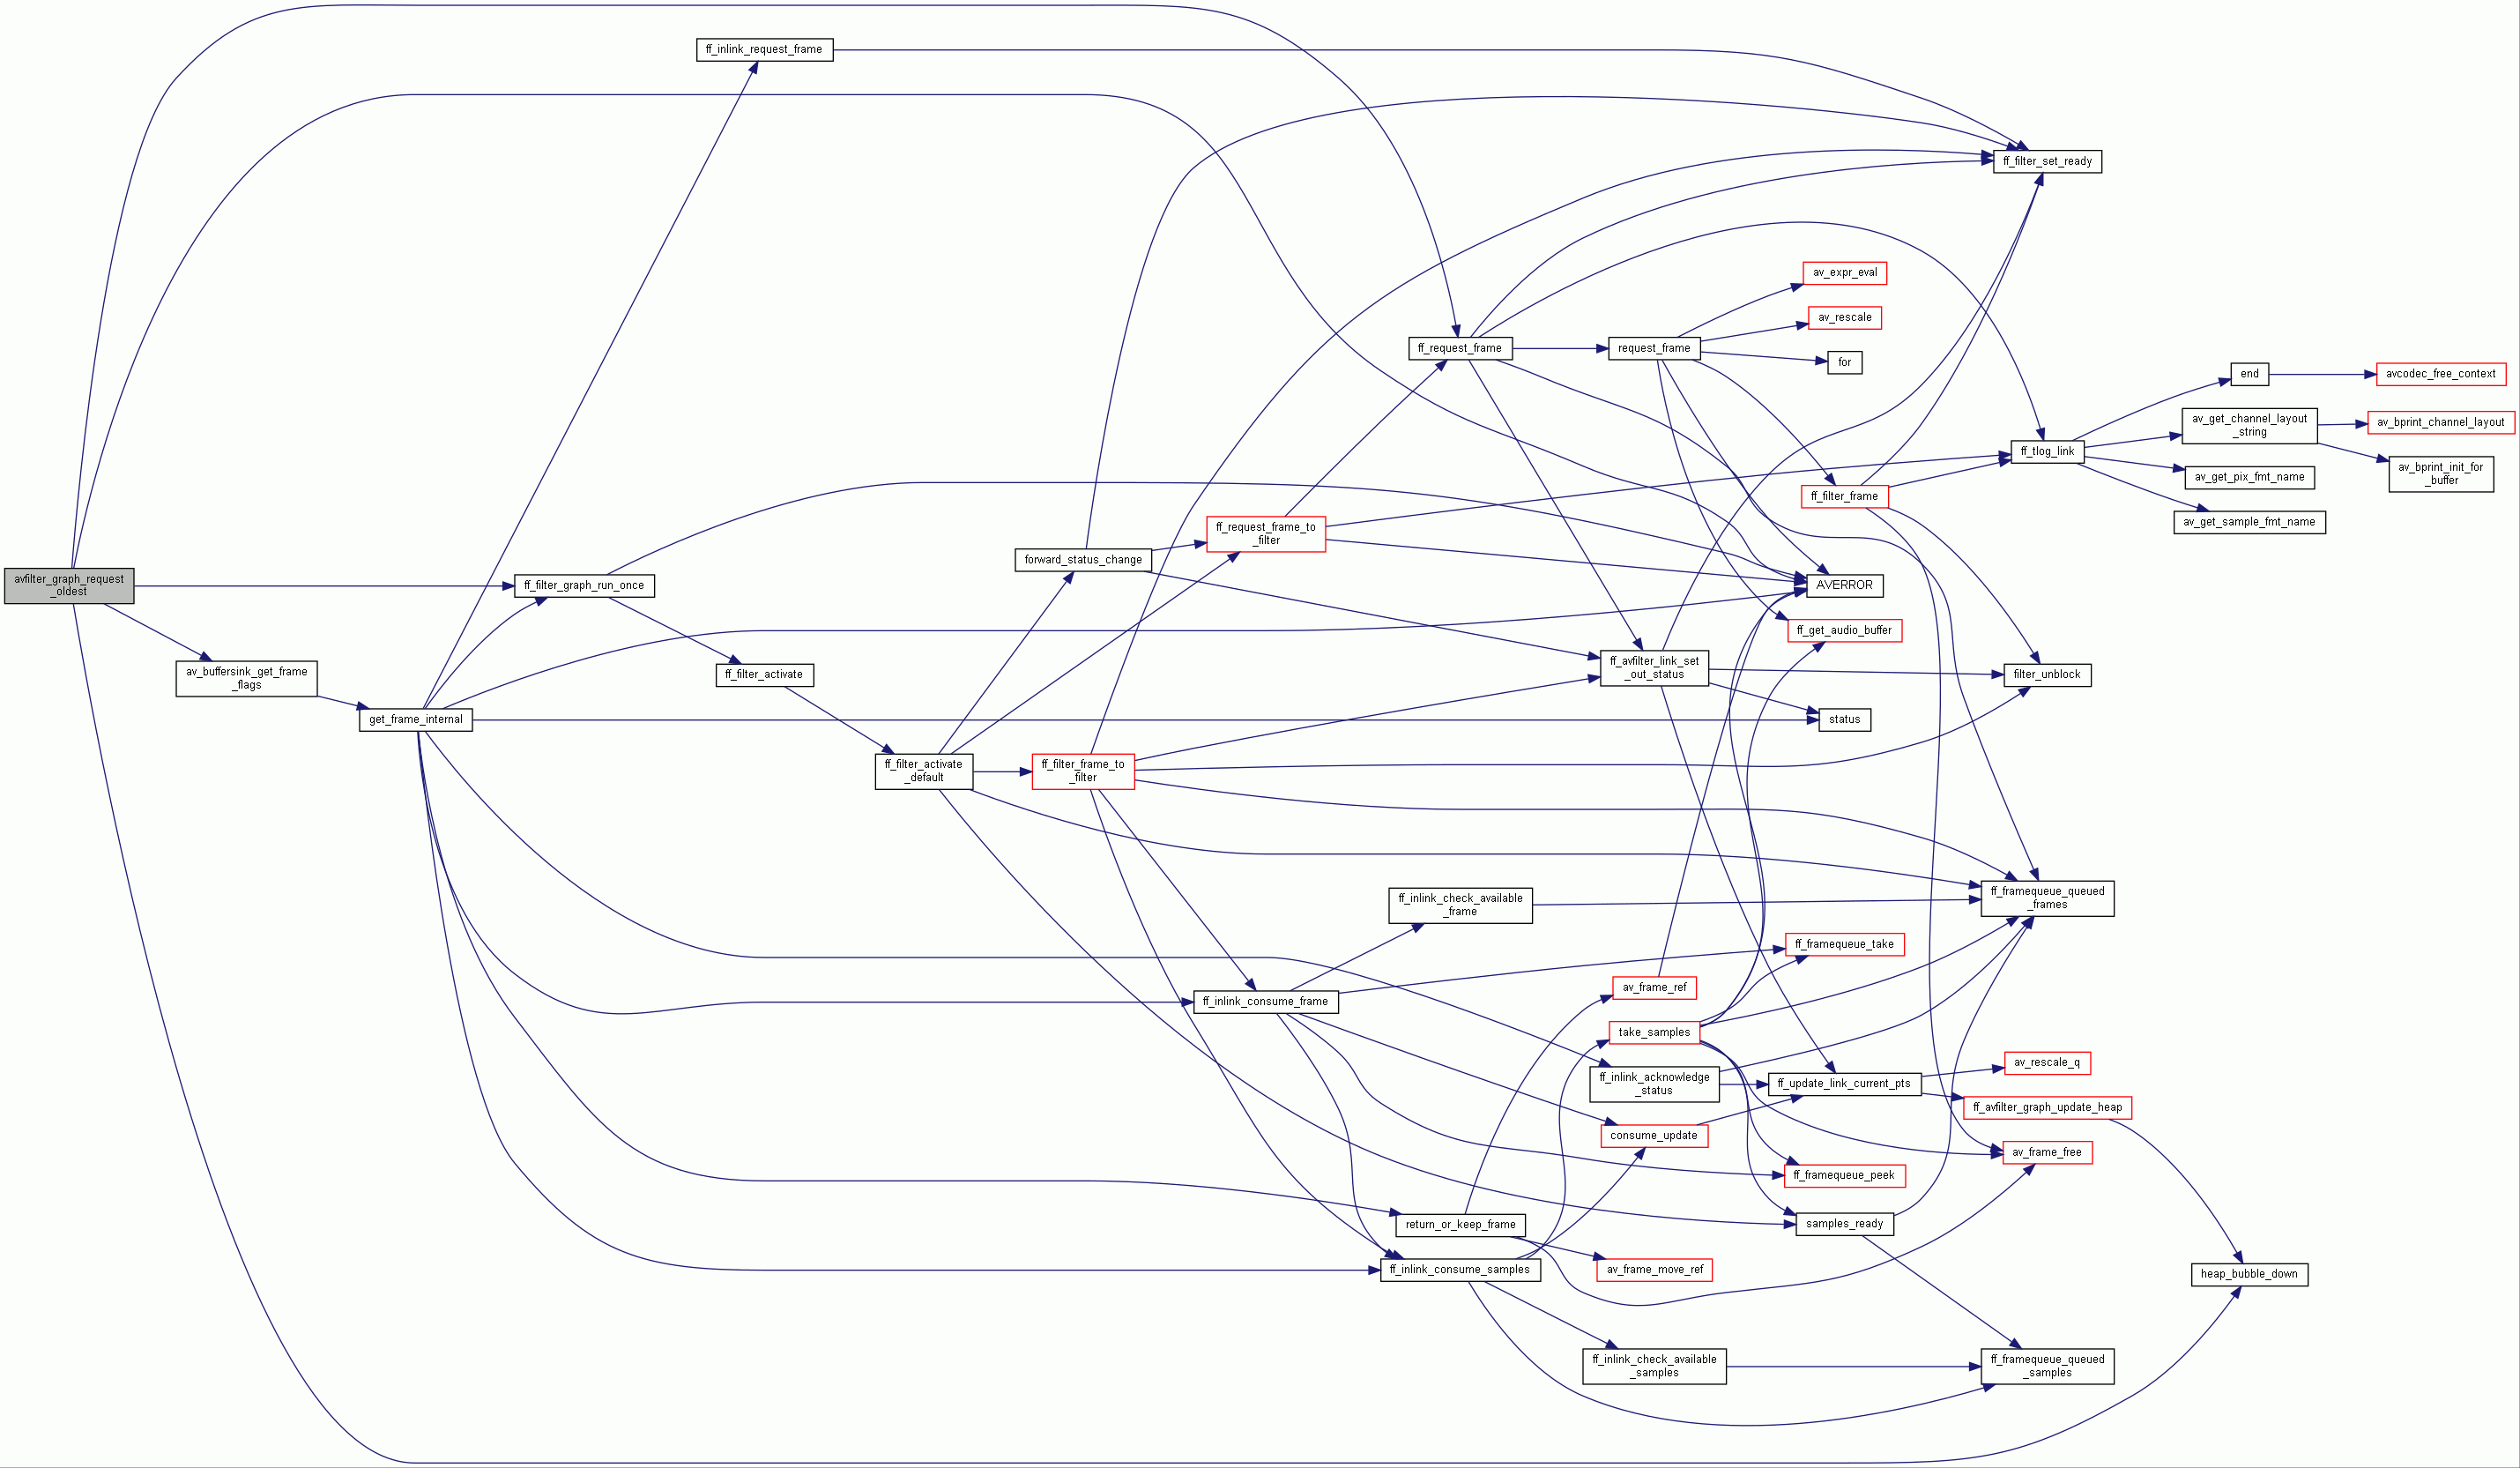 ff_inlink_request_frame
ff_filter_set_ready
av_expr_eval
av_rescale
ff_request_frame
request_frame
for
end
avcodec_free_context
av_get_channel_layout
_string
av_bprint_channel_layout
ff_tlog_link
av_bprint_init_for
_buffer
av_get_pix_fmt_name
ff_filter_frame
av_get_sample_fmt_name
ff_request_frame_to
_filter
forward_status_change
avfilter_graph_request
_oldest
ff_filter_graph_run_once
AVERROR
ff_get_audio_buffer
av_buffersink_get_frame
_flags
ff_filter_activate
ff_avfilter_link_set
_out_status
filter_unblock
get_frame_internal
status
ff_filter_activate
_default
ff_filter_frame_to
_filter
ff_inlink_check_available
_frame
ff_framequeue_queued
_frames
ff_framequeue_take
av_frame_ref
ff_inlink_consume_frame
take_samples
av_rescale_q
ff_inlink_acknowledge
_status
ff_update_link_current_pts
ff_avfilter_graph_update_heap
consume_update
av_frame_free
ff_framequeue_peek
return_or_keep_frame
samples_ready
ff_inlink_consume_samples
av_frame_move_ref
heap_bubble_down
ff_inlink_check_available
_samples
ff_framequeue_queued
_samples